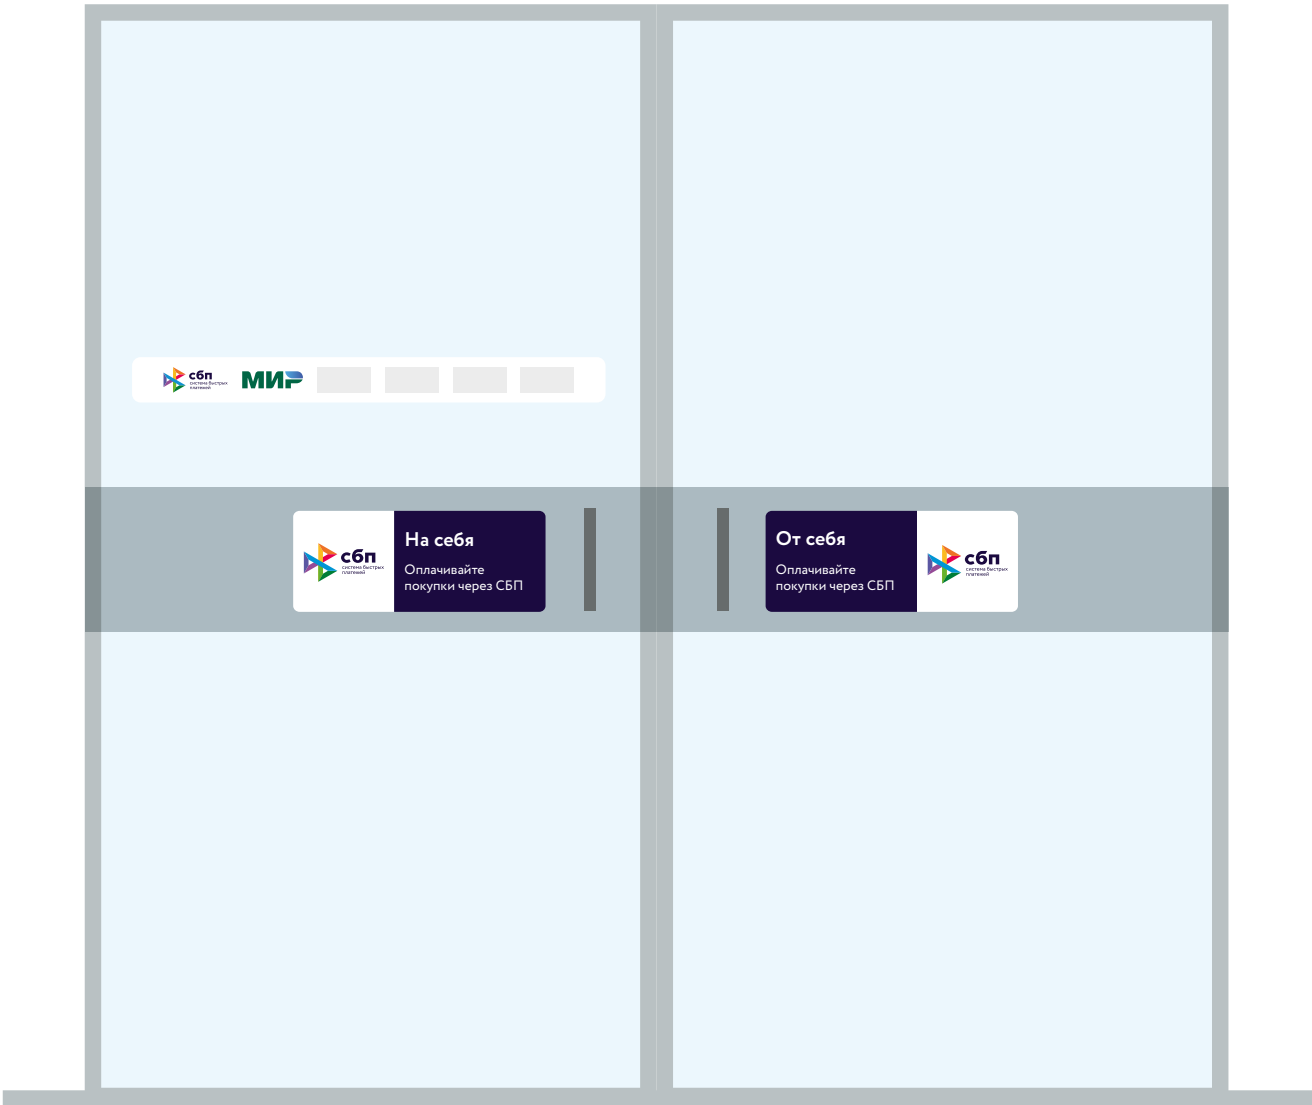 сбп
система быстрых
платежей
МИР
сбп
система быстрых
платежей
На себя
Оплачивайте
покупки через СБП
От себя
Оплачивайте
покупки через СБП
сбп
система быстрых
платежей